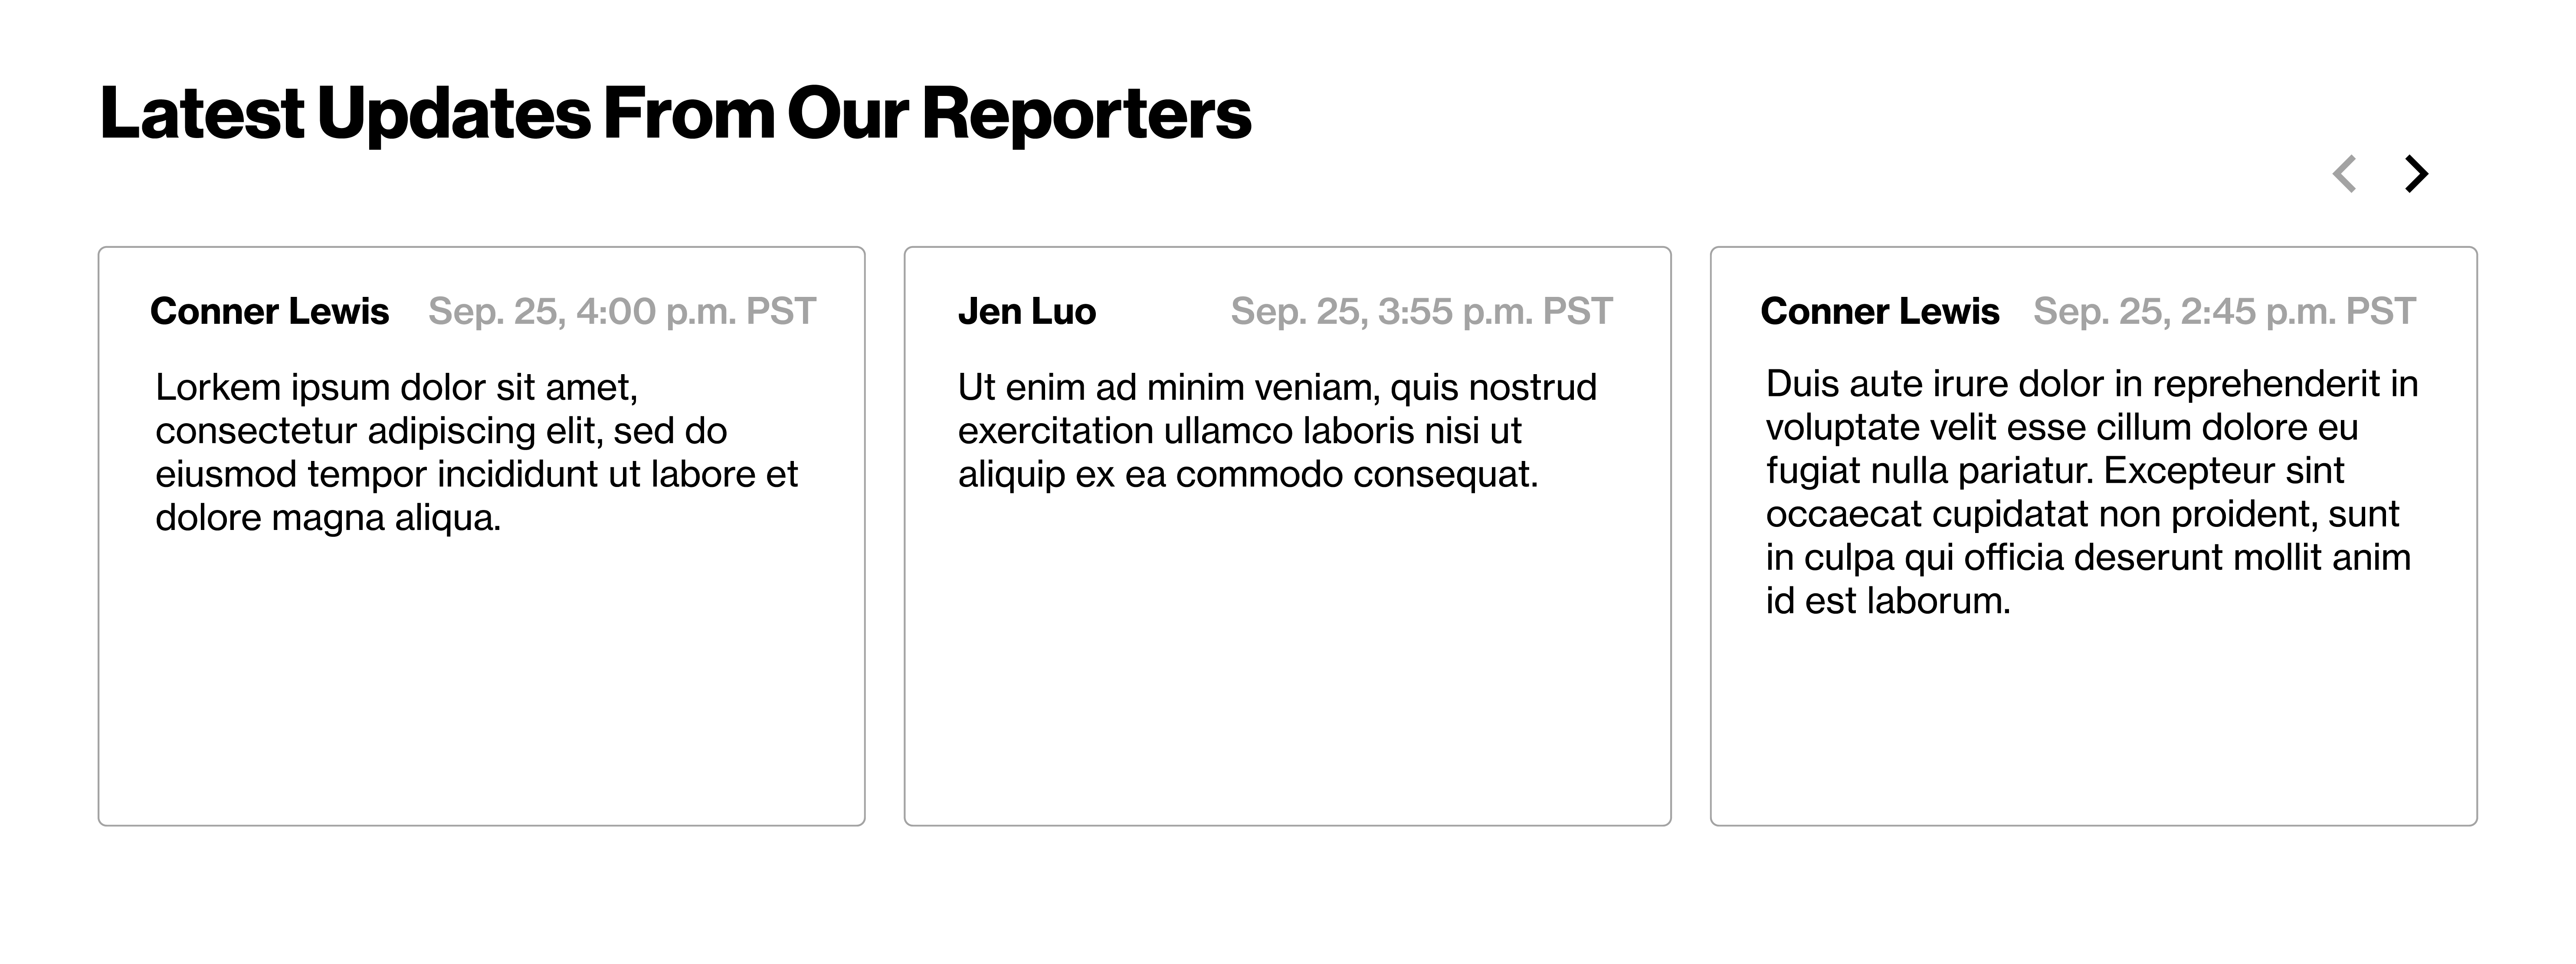 Latest Updates From Our Reporters
Conner Lewis Sep. 25, 4:00 p.m. PST
Lorkem ipsum dolor sit amet,
consectetur adipiscing elit, sed do
eiusmod tempor incididunt ut labore et
dolore magna aliqua.
Jen Luo Sep. 25, 3:55 p.m. PST
Ut enim ad minim veniam, quis nostrud
exercitation ullamco laboris nisi ut
aliquip ex ea commodo consequat.
Conner Lewis Sep. 25, 2:45 p.m. PST
Duis aute irure dolor in reprehenderit in
voluptate velit esse cillum dolore eu
fugiat nulla pariatur. Excepteur sint
occaecat cupidatat non proident, sunt
in culpa qui officia deserunt mollit anim
id est laborum.